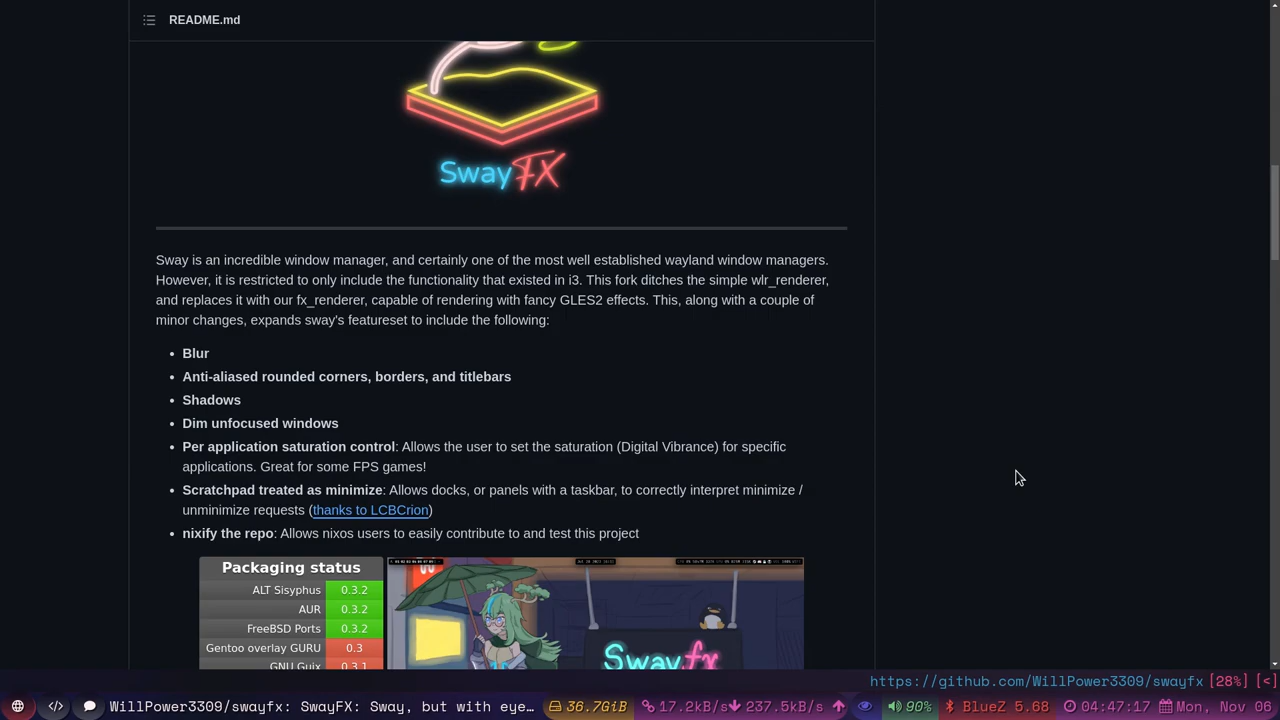 README.md
SwayFX
Sway is an incredible window manager, and certainly one of the most well established wayland window managers.
However, it is restricted to only include the functionality that existed in i3. This fork ditches the simple wlr_renderer,
and replaces it with our fx_renderer, capable of rendering with fancy GLES2 effects. This, along with a couple of
minor changes, expands sway's featureset to include the following:
• Blur
• Anti-aliased rounded corners, borders, and titlebars
• Shadows
• Dim unfocused windows
• Per application saturation control: Allows the user to set the saturation (Digital Vibrance) for specific
applications. Great for some FPS games!
• Scratchpad treated as minimize: Allows docks, or panels with a taskbar, to correctly interpret minimize /
unminimize requests (thanks to LCBCrion)
• nixify the repo: Allows nixos users to easily contribute to and test this project
Packaging status
ALT Sisyphus 0.3.2
AUR 0.3.2
FreeBSD Ports 0.3.2
Gentoo overlay GURU 0.3
GNU Guix 0.3.1
Swayfx
https://github.com/WillPower3309/swayfx [28%] [<]
WillPower3309/swayfx: SwayFX: Sway, but with eye… 36.7GiB 17.2kB/s 237.5kB/s 90% BlueZ 5.68 04:47:17 Mon, Nov 06